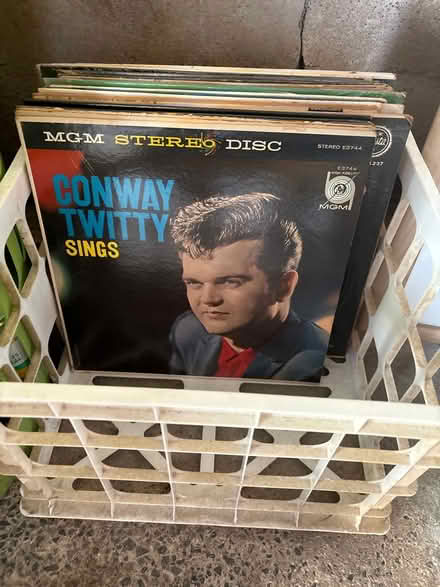 MGM STEREO DISC
STEREO E3744
E3744
MGM
CONWAY
TWITTY
SINGS